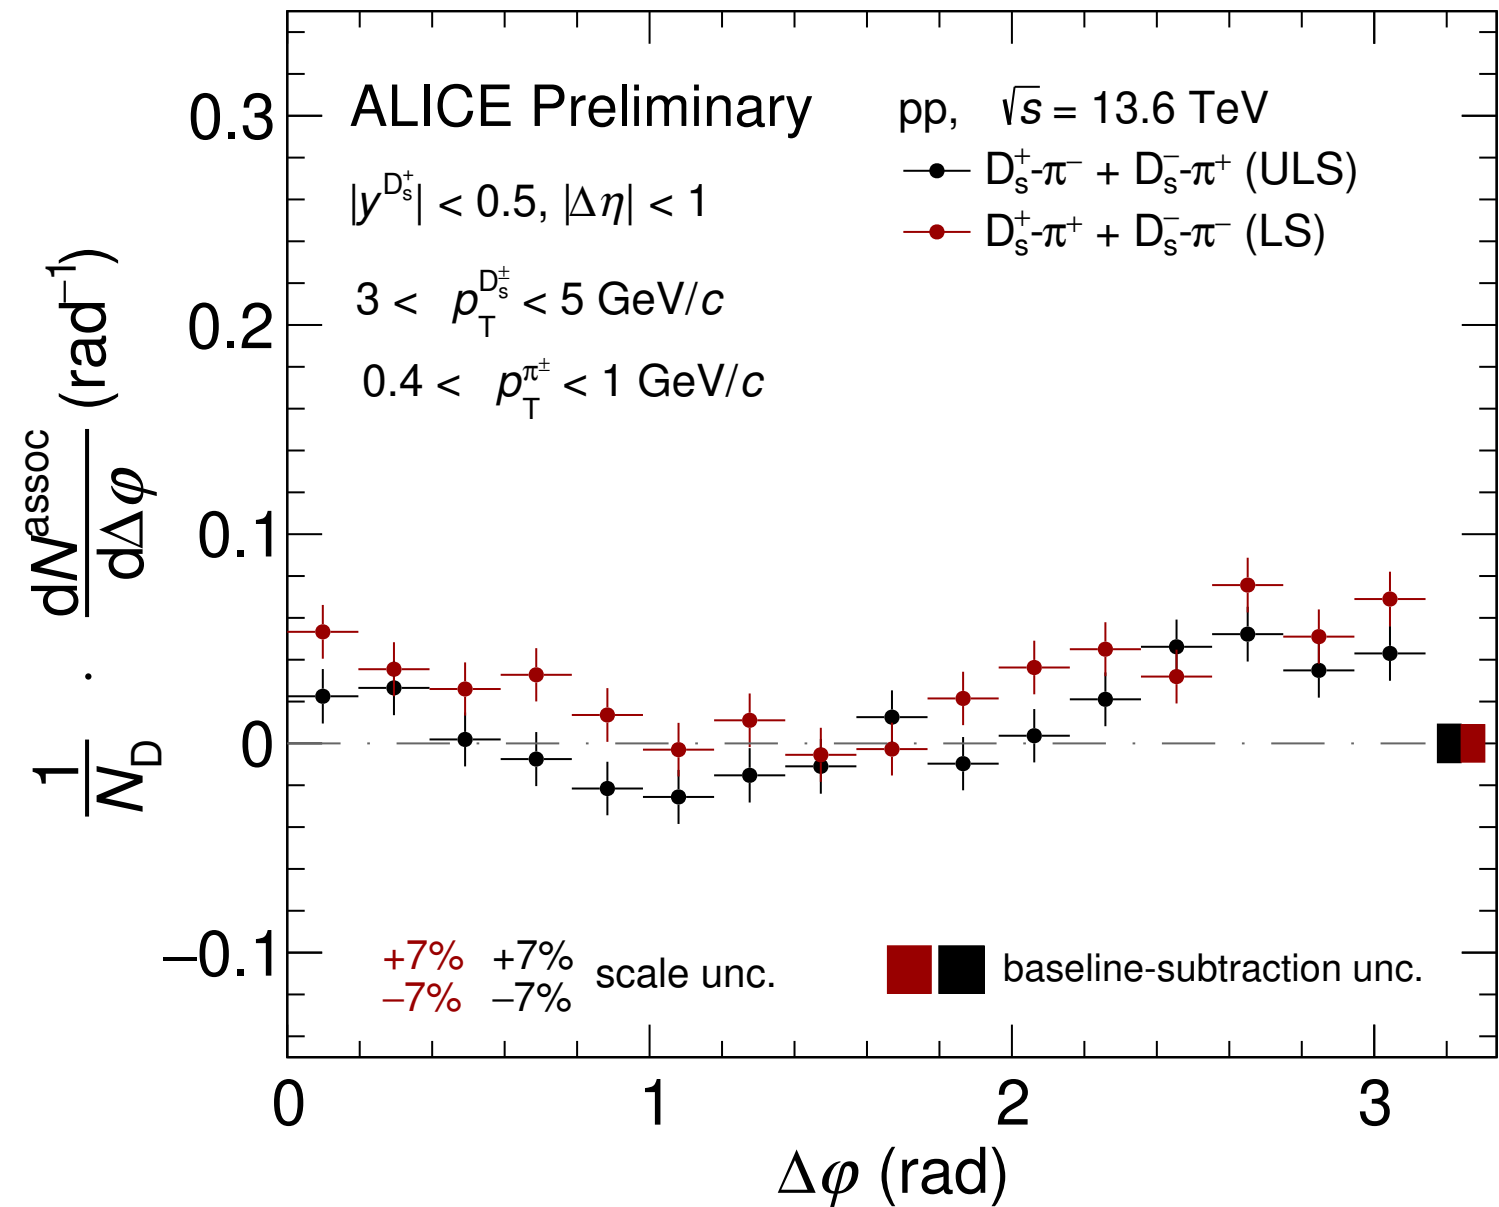 ALICE Preliminary
pp, √s = 13.6 TeV
D_s^+-π^− + D_s^−-π^+ (ULS)
D_s^+-π^+ + D_s^−-π^− (LS)
|y^{D_s^+}| < 0.5, |Δη| < 1
3 < p_T^{D_s^±} < 5 GeV/c
0.4 < p_T^{π^±} < 1 GeV/c
0.3
0.2
0.1
0
−0.1
1/N_D · dN^{assoc}/dΔφ (rad^{−1})
+7% +7%
−7% −7%
scale unc.
baseline-subtraction unc.
0 1 2 3
Δφ (rad)